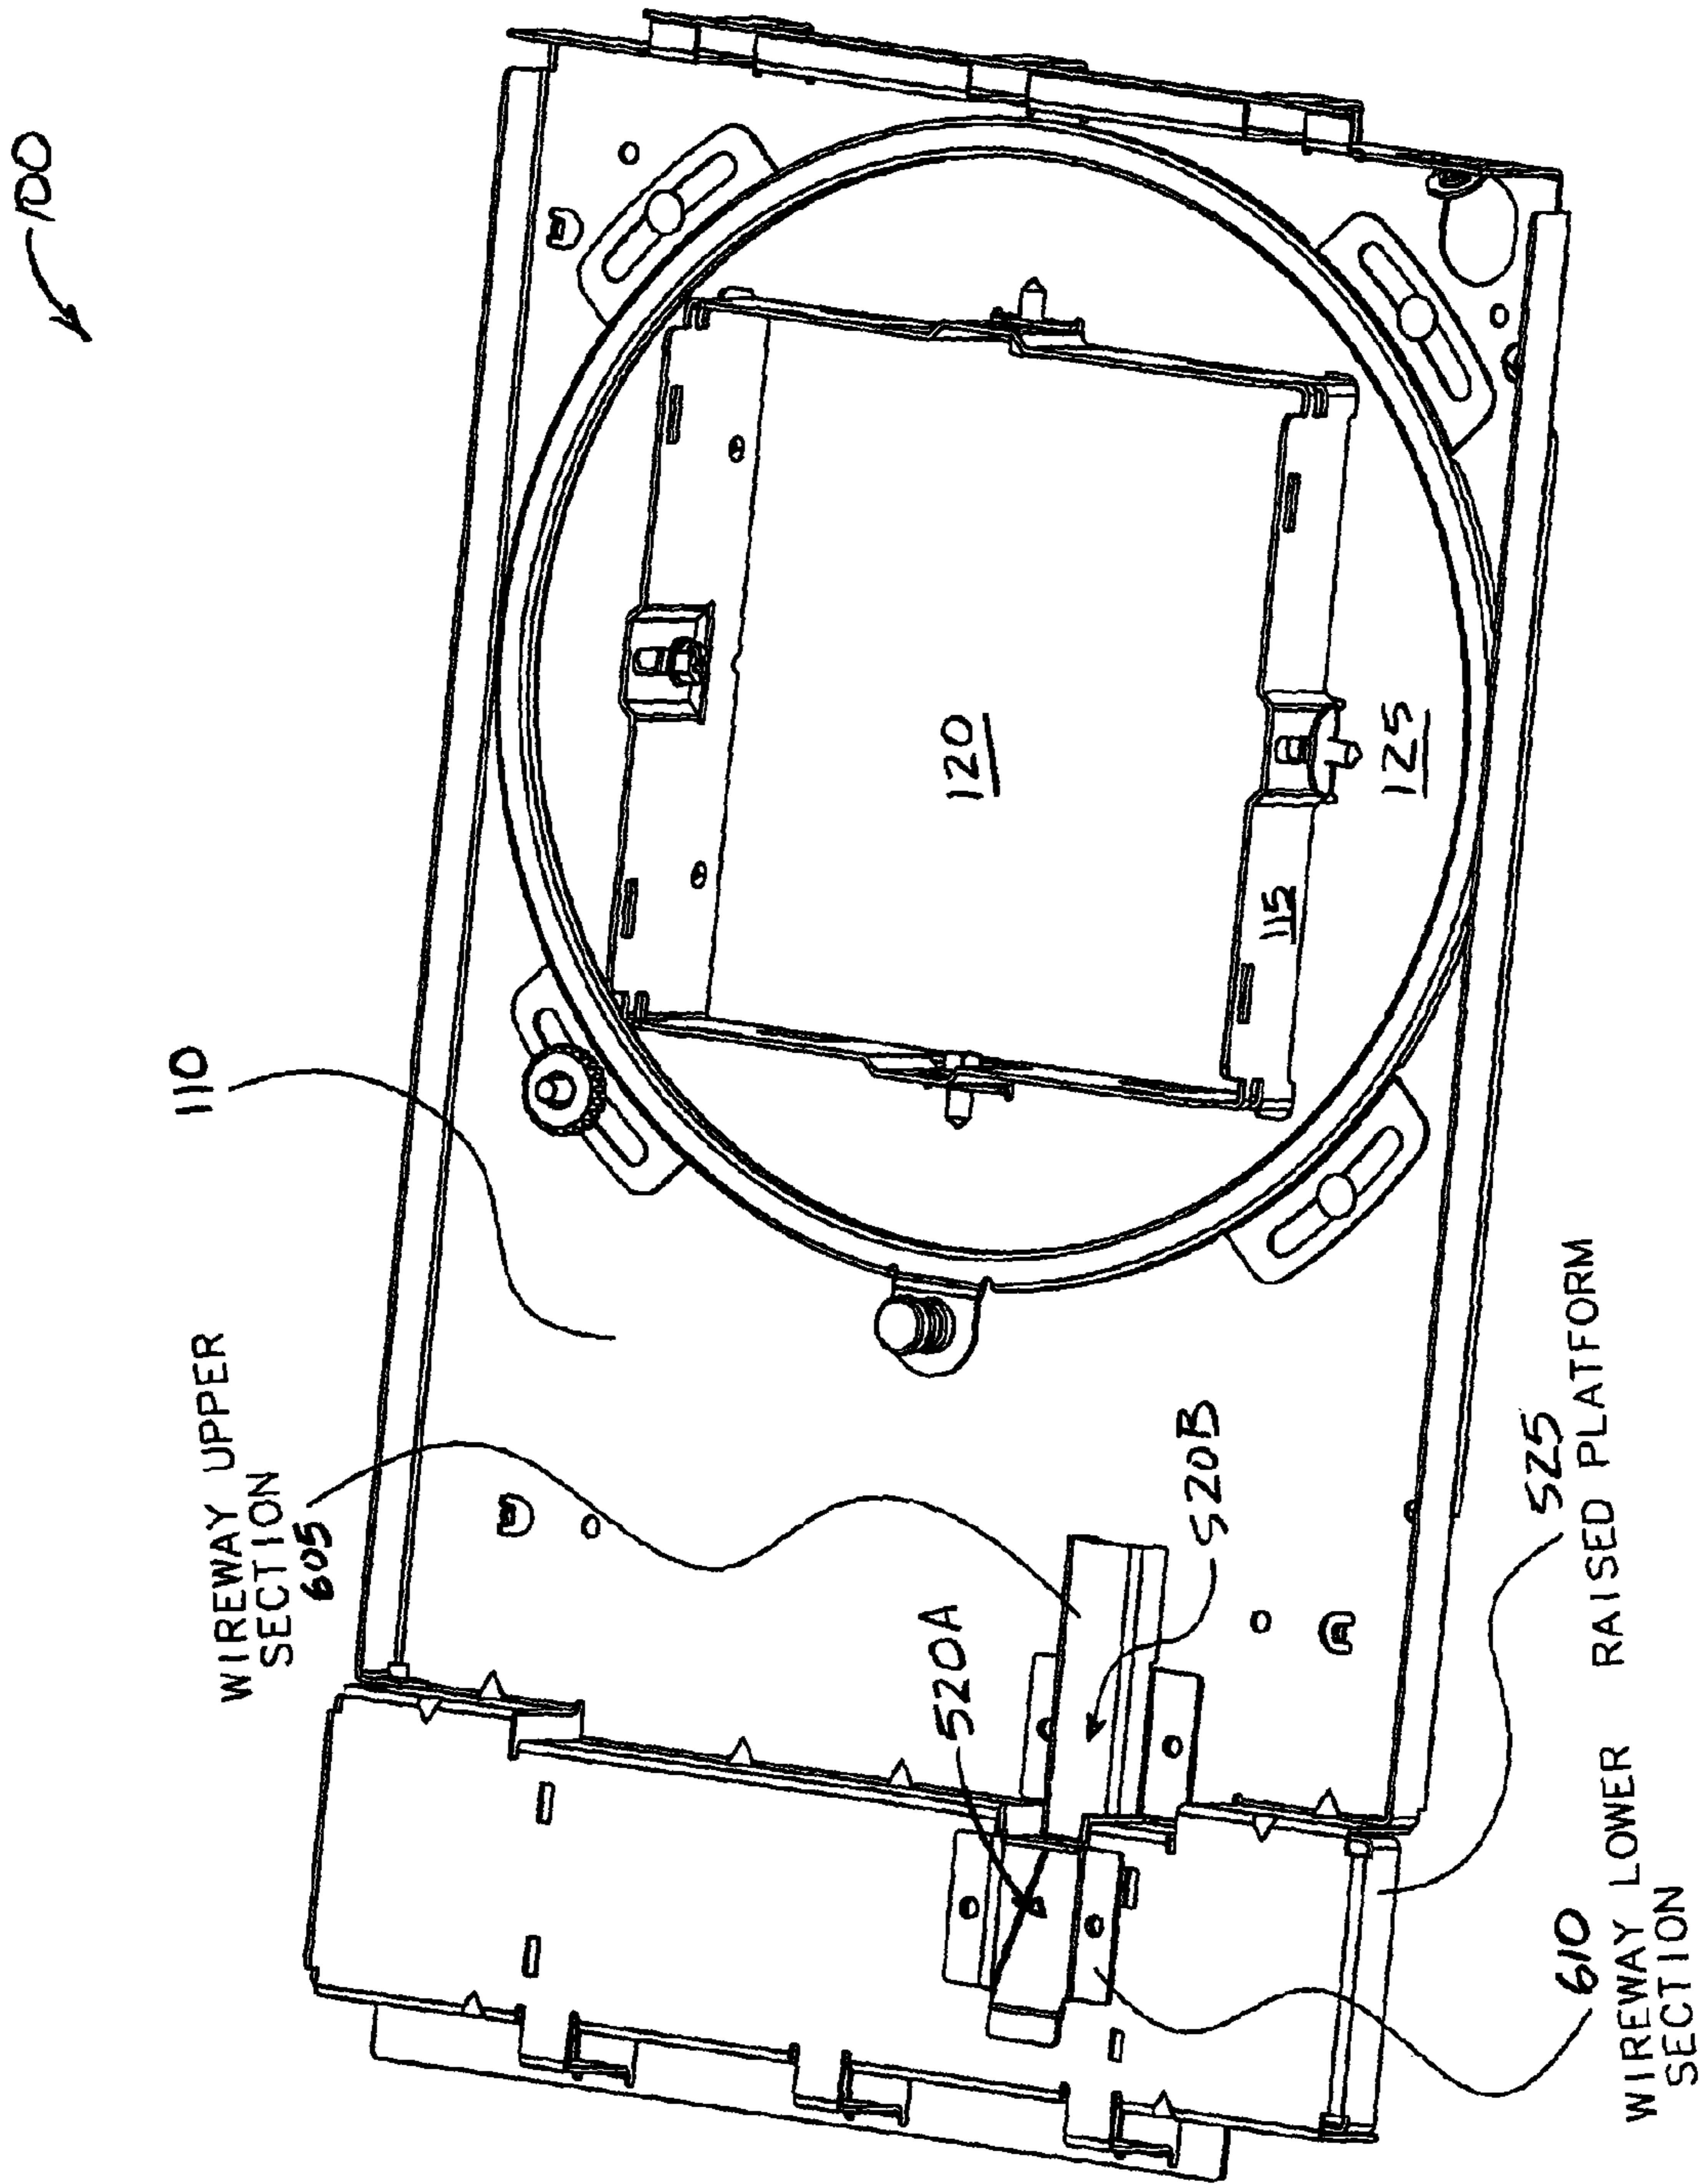 100
110
WIREWAY UPPER
SECTION
605
120
125
115
520A
520B
525
RAISED PLATFORM
610
WIREWAY LOWER
SECTION